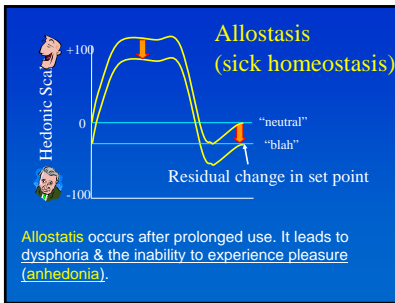 Allostasis
(sick homeostasis)
+100
Hedonic Scale
0
-100
“neutral”
“blah”
Residual change in set point
Allostatis occurs after prolonged use. It leads to
dysphoria & the inability to experience pleasure
(anhedonia).